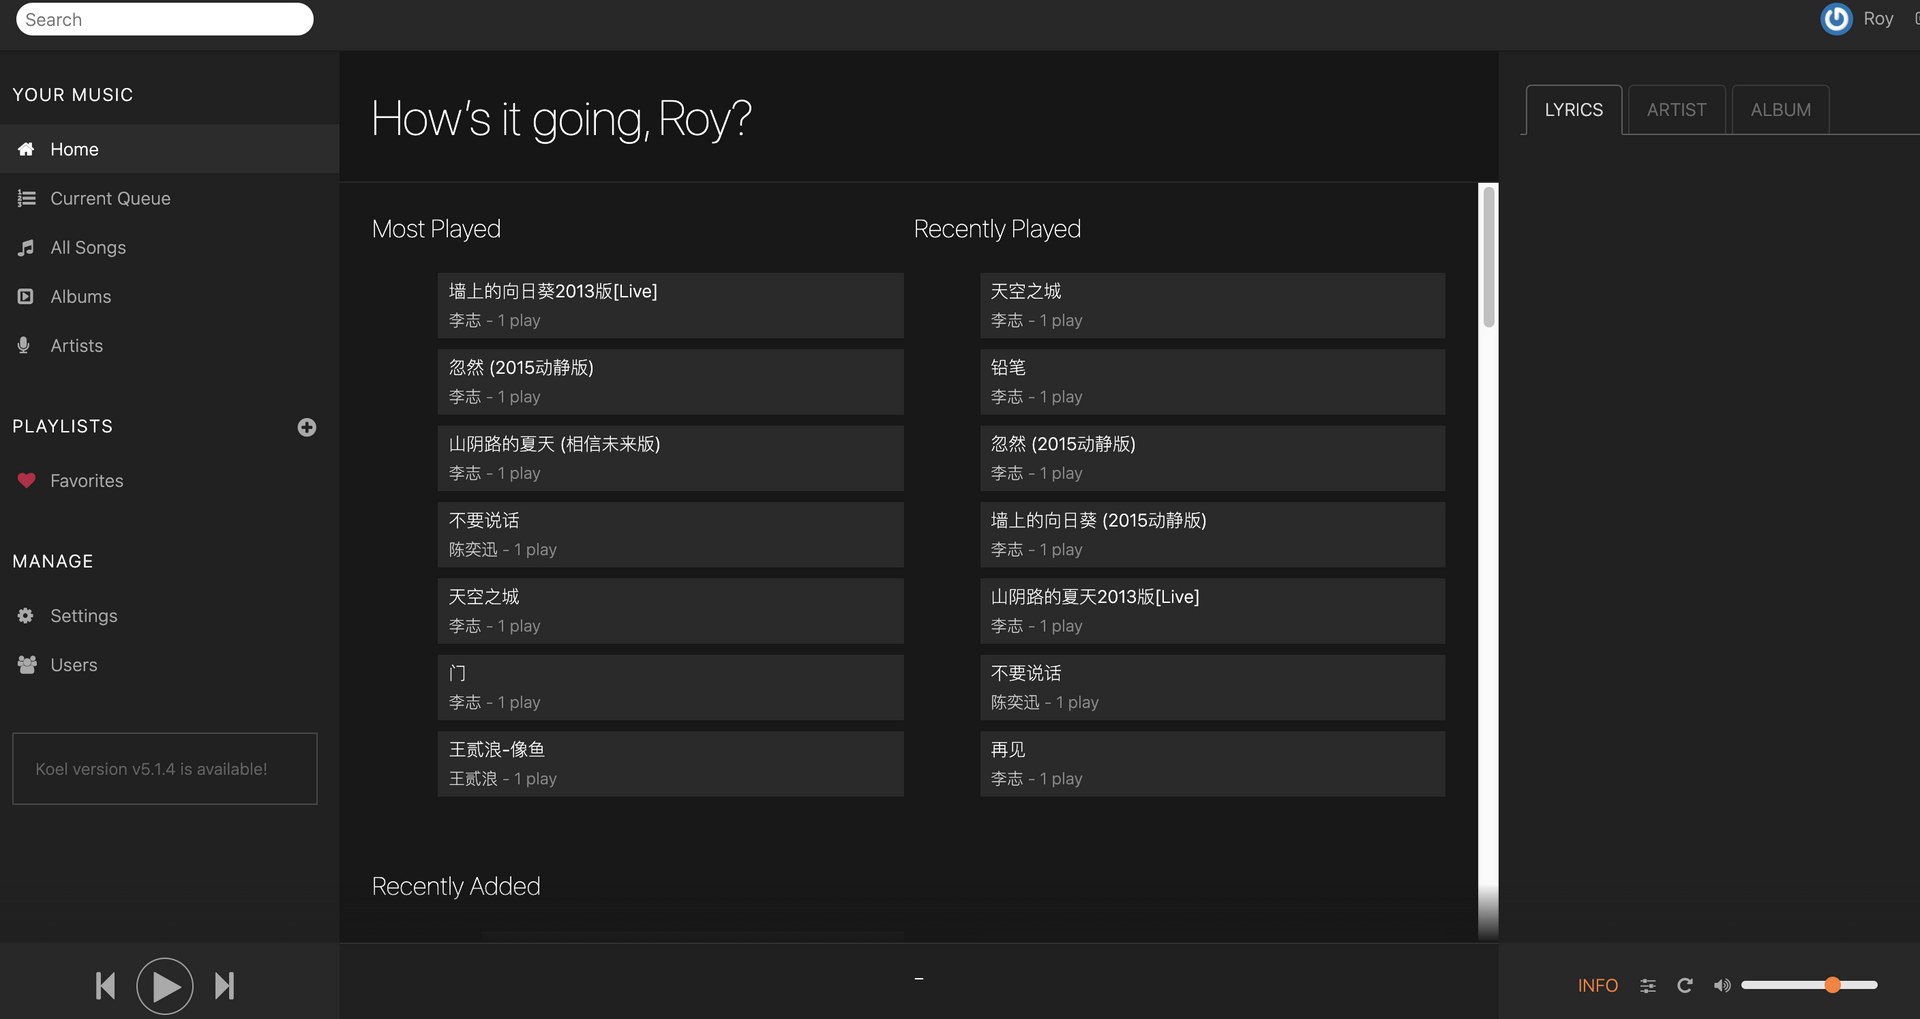 Search
Roy
YOUR MUSIC
Home
Current Queue
All Songs
Albums
Artists
PLAYLISTS
Favorites
MANAGE
Settings
Users
Koel version v5.1.4 is available!
How's it going, Roy?
Most Played
墙上的向日葵2013版[Live]
李志 - 1 play
忽然 (2015动静版)
李志 - 1 play
山阴路的夏天 (相信未来版)
李志 - 1 play
不要说话
陈奕迅 - 1 play
天空之城
李志 - 1 play
门
李志 - 1 play
王贰浪-像鱼
王贰浪 - 1 play
Recently Played
天空之城
李志 - 1 play
铅笔
李志 - 1 play
忽然 (2015动静版)
李志 - 1 play
墙上的向日葵 (2015动静版)
李志 - 1 play
山阴路的夏天2013版[Live]
李志 - 1 play
不要说话
陈奕迅 - 1 play
再见
李志 - 1 play
Recently Added
LYRICS
ARTIST
ALBUM
–
INFO